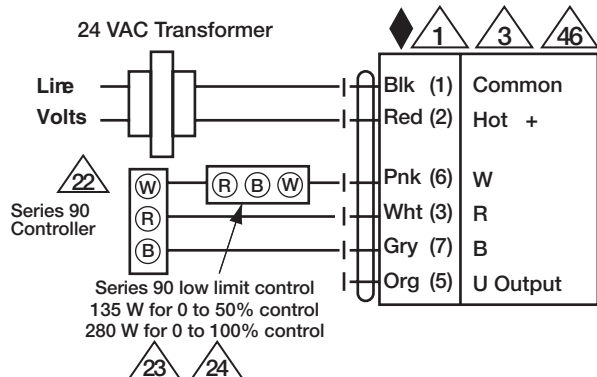 24 VAC Transformer
1 3 46
Line
Volts
Blk (1) Common
Red (2) Hot +
Pnk (6) W
Wht (3) R
Gry (7) B
Org (5) U Output
22
Series 90
Controller
W
R
B
R B W
Series 90 low limit control
135 W for 0 to 50% control
280 W for 0 to 100% control
23 24